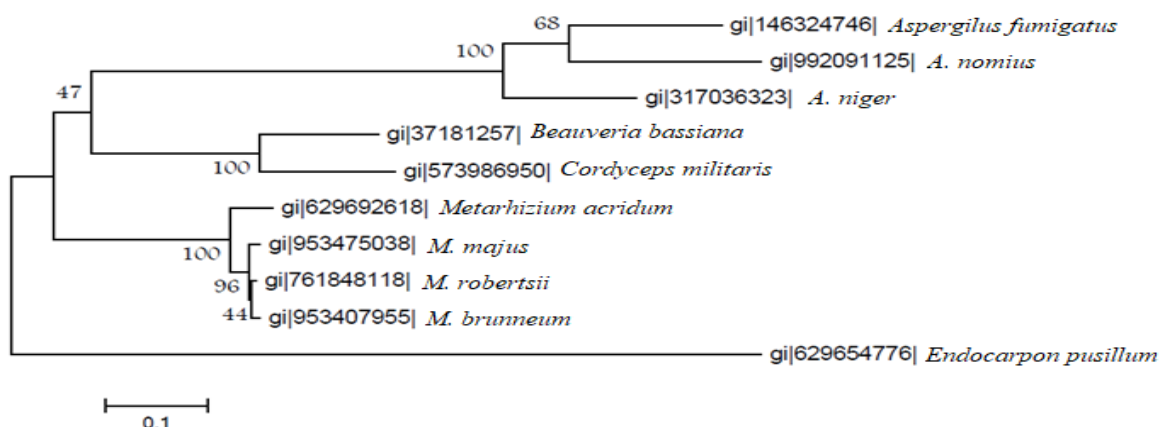 68 gi|146324746| Aspergilus fumigatus
100 gi|992091125| A. nomius
47 gi|317036323| A. niger
gi|37181257| Beauveria bassiana
100 gi|573986950| Cordyceps militaris
gi|629692618| Metarhizium acridum
100 gi|953475038| M. majus
96 gi|761848118| M. robertsii
44 gi|953407955| M. brunneum
gi|629654776| Endocarpon pusillum
0.1